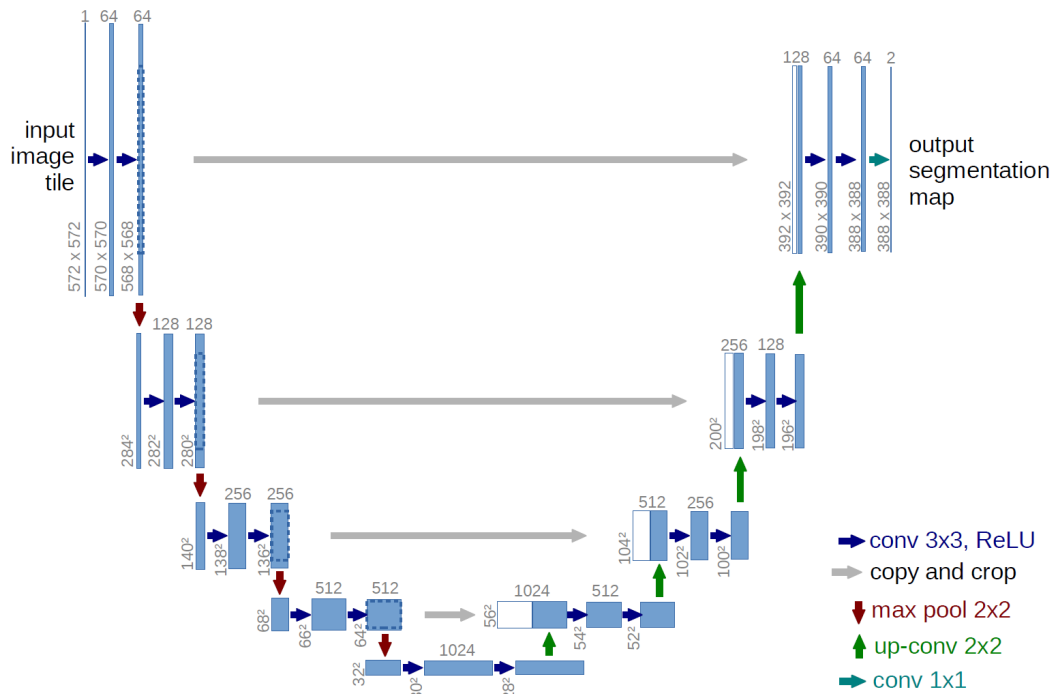 1 64 64
128 64 64 2
input
image
tile
output
segmentation
map
572 x 572
570 x 570
568 x 568
392 x 392
390 x 390
388 x 388
388 x 388
128 128
256 128
284²
282²
280²
200²
198²
196²
256 256
512 256
140²
138²
136²
104²
102²
100²
512 512
1024 512
68²
66²
64²
56²
54²
52²
1024
32²
conv 3x3, ReLU
copy and crop
max pool 2x2
up-conv 2x2
conv 1x1